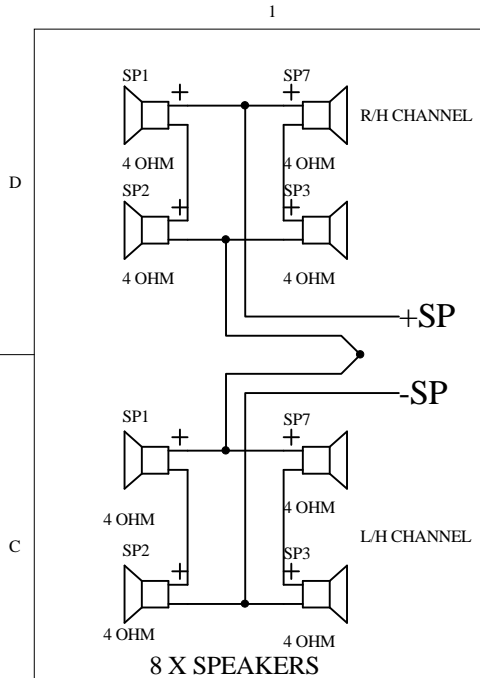 1
SP1
+
SP7
+
R/H CHANNEL
4 OHM
4 OHM
D
SP2
+
SP3
+
4 OHM
4 OHM
+SP
-SP
SP1
+
SP7
+
4 OHM
4 OHM
L/H CHANNEL
C
SP2
+
SP3
+
4 OHM
4 OHM
8 X SPEAKERS